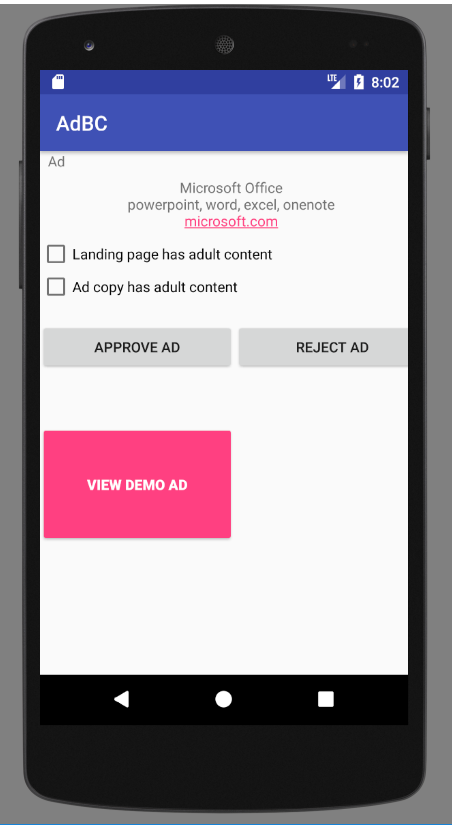 LTE 8:02
AdBC
Ad
Microsoft Office
powerpoint, word, excel, onenote
microsoft.com
Landing page has adult content
Ad copy has adult content
APPROVE AD REJECT AD
VIEW DEMO AD